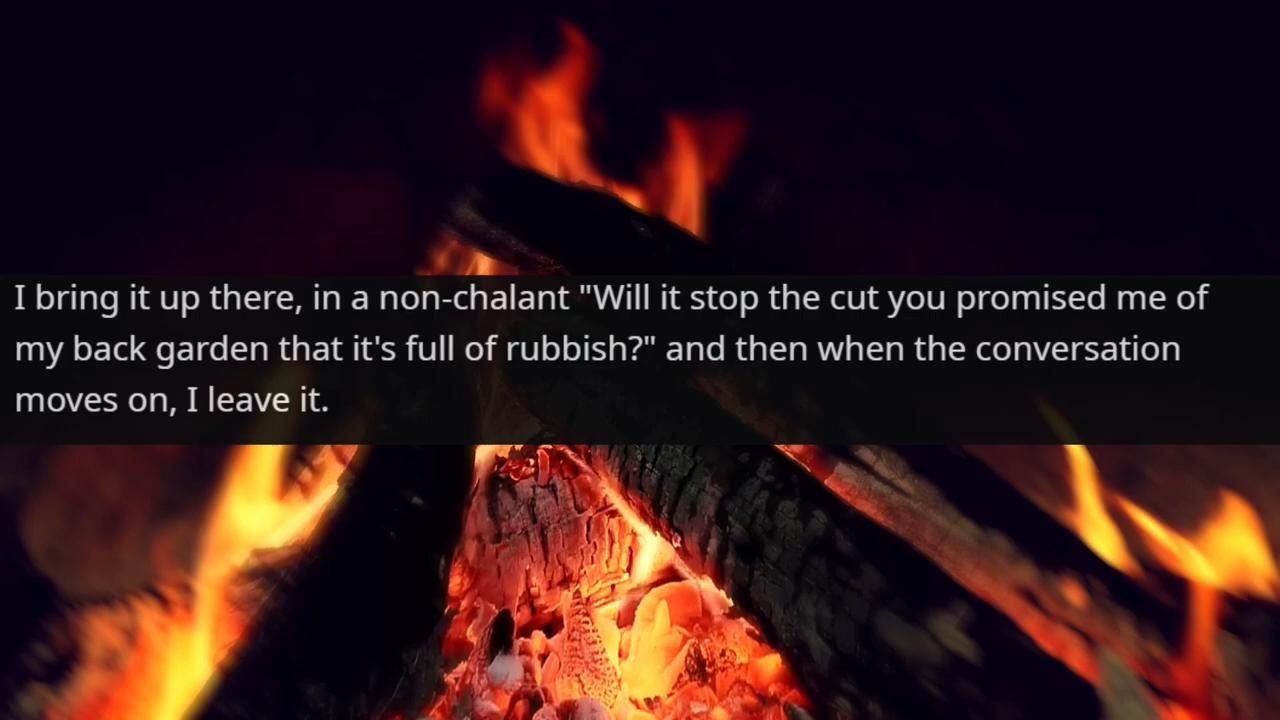 I bring it up there, in a non-chalant "Will it stop the cut you promised me of
my back garden that it's full of rubbish?" and then when the conversation
moves on, I leave it.